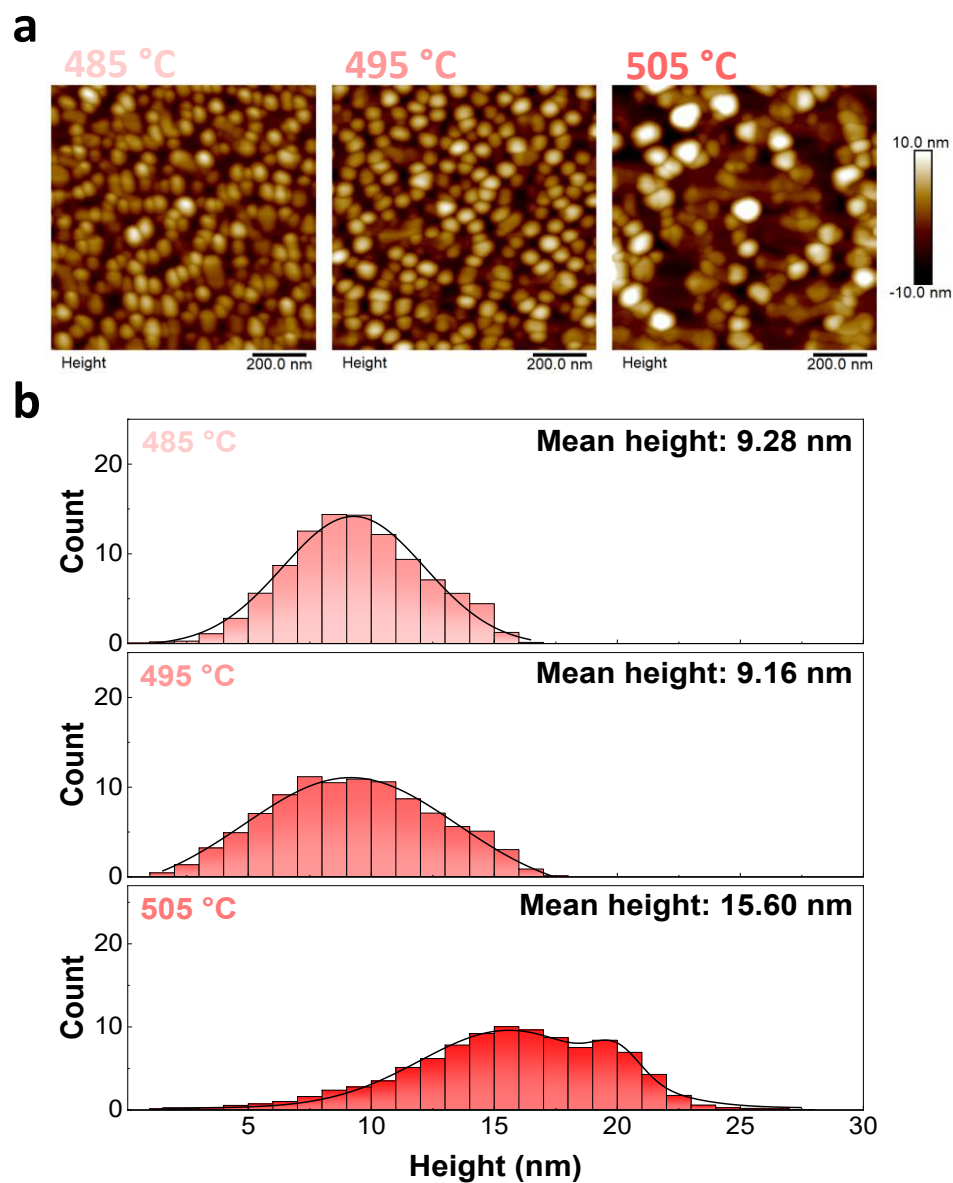 a
485 °C 495 °C 505 °C
10.0 nm
-10.0 nm
Height 200.0 nm Height 200.0 nm Height 200.0 nm
b
485 °C Mean height: 9.28 nm
20
10
0
Count
495 °C Mean height: 9.16 nm
20
10
0
Count
505 °C Mean height: 15.60 nm
20
10
0
Count
5 10 15 20 25 30
Height (nm)